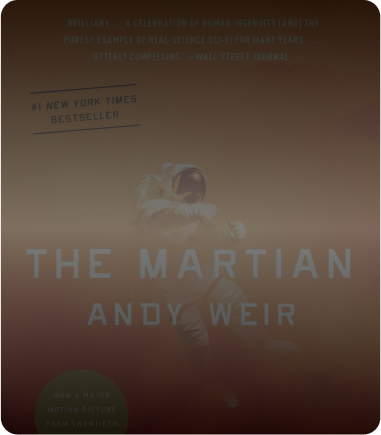 "BRILLIANT . . . A CELEBRATION OF HUMAN INGENUITY [AND] THE
PUREST EXAMPLE OF REAL-SCIENCE SCI-FI FOR MANY YEARS . . .
UTTERLY COMPELLING."—WALL STREET JOURNAL
#1 NEW YORK TIMES
BESTSELLER
THE MARTIAN
ANDY WEIR
NOW A MAJOR
MOTION PICTURE
FROM TWENTIETH